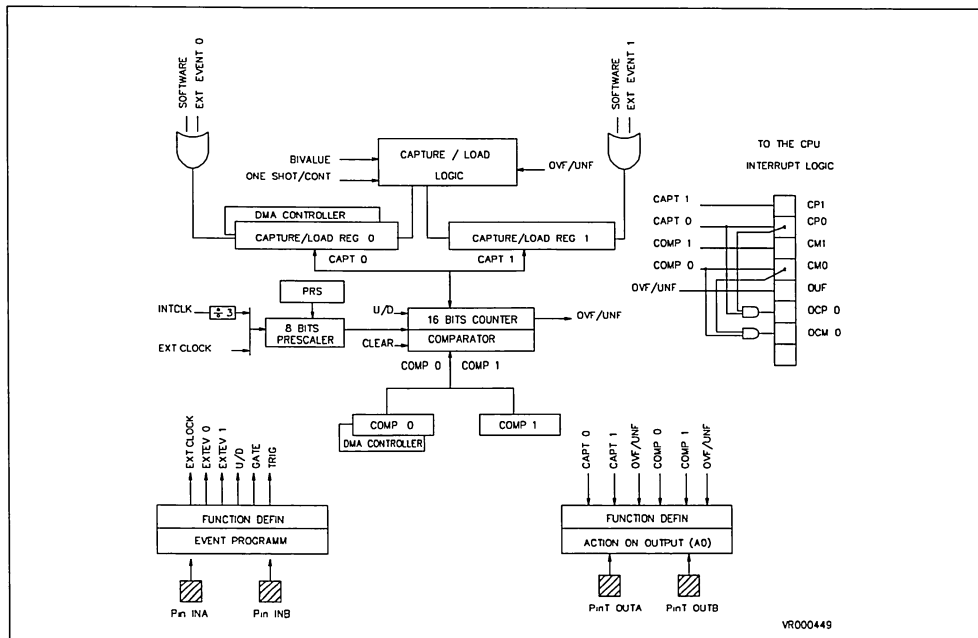 SOFTWARE
EXT EVENT 0
SOFTWARE
EXT EVENT 1
CAPTURE / LOAD
LOGIC
BIVALUE
ONE SHOT/CONT
OVF/UNF
DMA CONTROLLER
CAPTURE/LOAD REG 0
CAPTURE/LOAD REG 1
CAPT 0
CAPT 1
PRS
INTCLK
÷ 3
8 BITS
PRESCALER
EXT CLOCK
U/D
CLEAR
16 BITS COUNTER
COMPARATOR
OVF/UNF
COMP 0
COMP 1
COMP 0
DMA CONTROLLER
COMP 1
TO THE CPU
INTERRUPT LOGIC
CAPT 1
CP1
CAPT 0
CP0
COMP 1
CM1
COMP 0
CM0
OVF/UNF
OUF
OCP 0
OCM 0
EXT CLOCK
EXTEV 0
EXTEV 1
U/D
GATE
TRIG
FUNCTION DEFIN
EVENT PROGRAMM
Pin INA
Pin INB
CAPT 0
CAPT 1
OVF/UNF
COMP 0
COMP 1
OVF/UNF
FUNCTION DEFIN
ACTION ON OUTPUT (AO)
PinT OUTA
PinT OUTB
VR000449